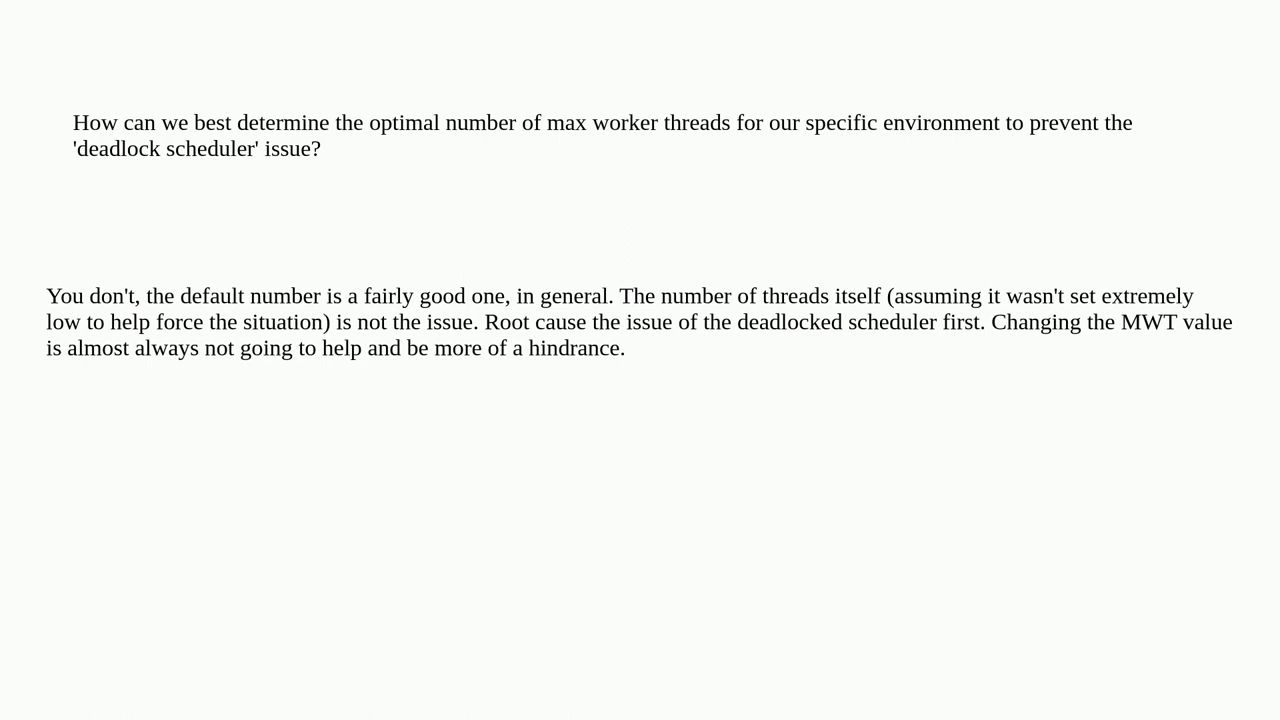 How can we best determine the optimal number of max worker threads for our specific environment to prevent the
'deadlock scheduler' issue?
You don't, the default number is a fairly good one, in general. The number of threads itself (assuming it wasn't set extremely
low to help force the situation) is not the issue. Root cause the issue of the deadlocked scheduler first. Changing the MWT value
is almost always not going to help and be more of a hindrance.